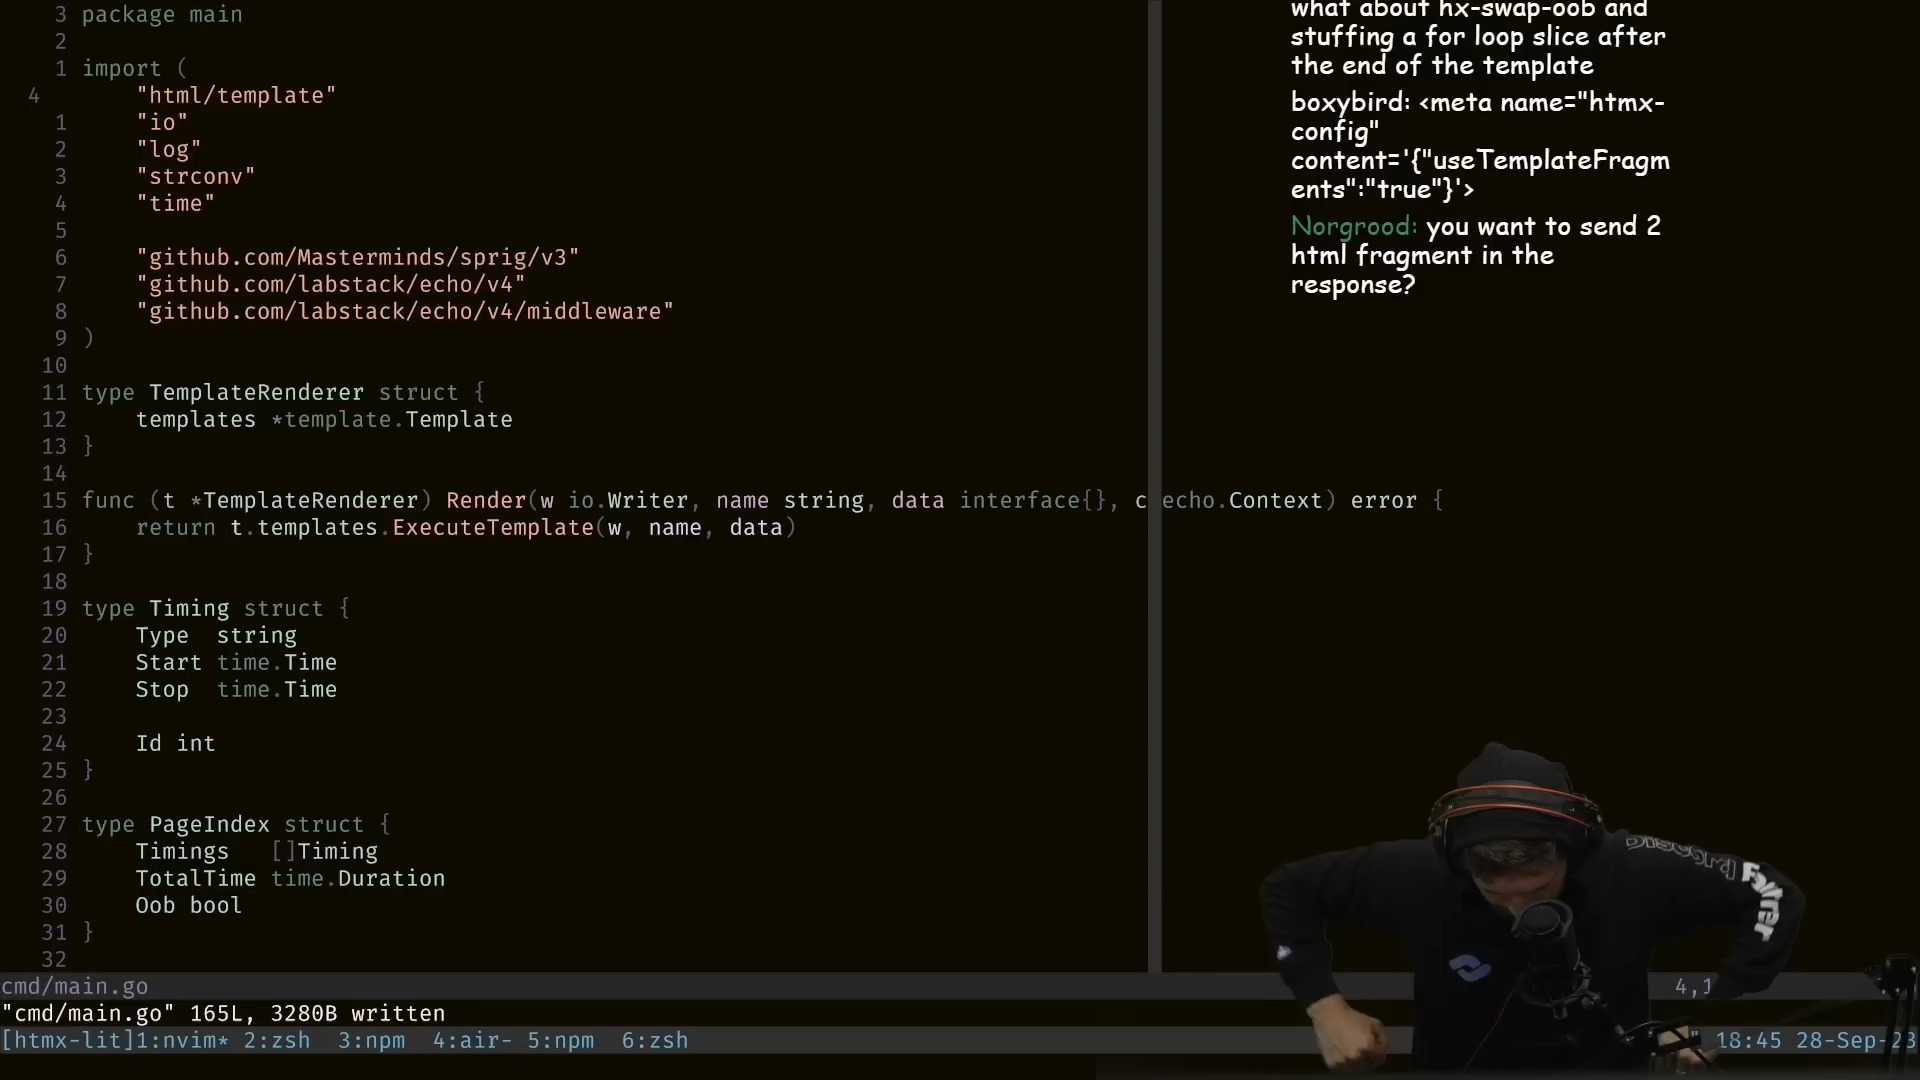 3 package main
2
1 import (
4 "html/template"
1 "io"
2 "log"
3 "strconv"
4 "time"
5
6 "github.com/Masterminds/sprig/v3"
7 "github.com/labstack/echo/v4"
8 "github.com/labstack/echo/v4/middleware"
9 )
10
11 type TemplateRenderer struct {
12 templates *template.Template
13 }
14
15 func (t *TemplateRenderer) Render(w io.Writer, name string, data interface{}, c echo.Context) error {
16 return t.templates.ExecuteTemplate(w, name, data)
17 }
18
19 type Timing struct {
20 Type string
21 Start time.Time
22 Stop time.Time
23
24 Id int
25 }
26
27 type PageIndex struct {
28 Timings []Timing
29 TotalTime time.Duration
30 Oob bool
31 }
32
cmd/main.go 4,1
"cmd/main.go" 165L, 3280B written
[htmx-lit]1:nvim* 2:zsh 3:npm 4:air- 5:npm 6:zsh " 18:45 28-Sep-23
what about hx-swap-oob and
stuffing a for loop slice after
the end of the template
boxybird: <meta name="htmx-
config"
content='{"useTemplateFragm
ents":"true"}'>
Norgrood: you want to send 2
html fragment in the
response?
Discord